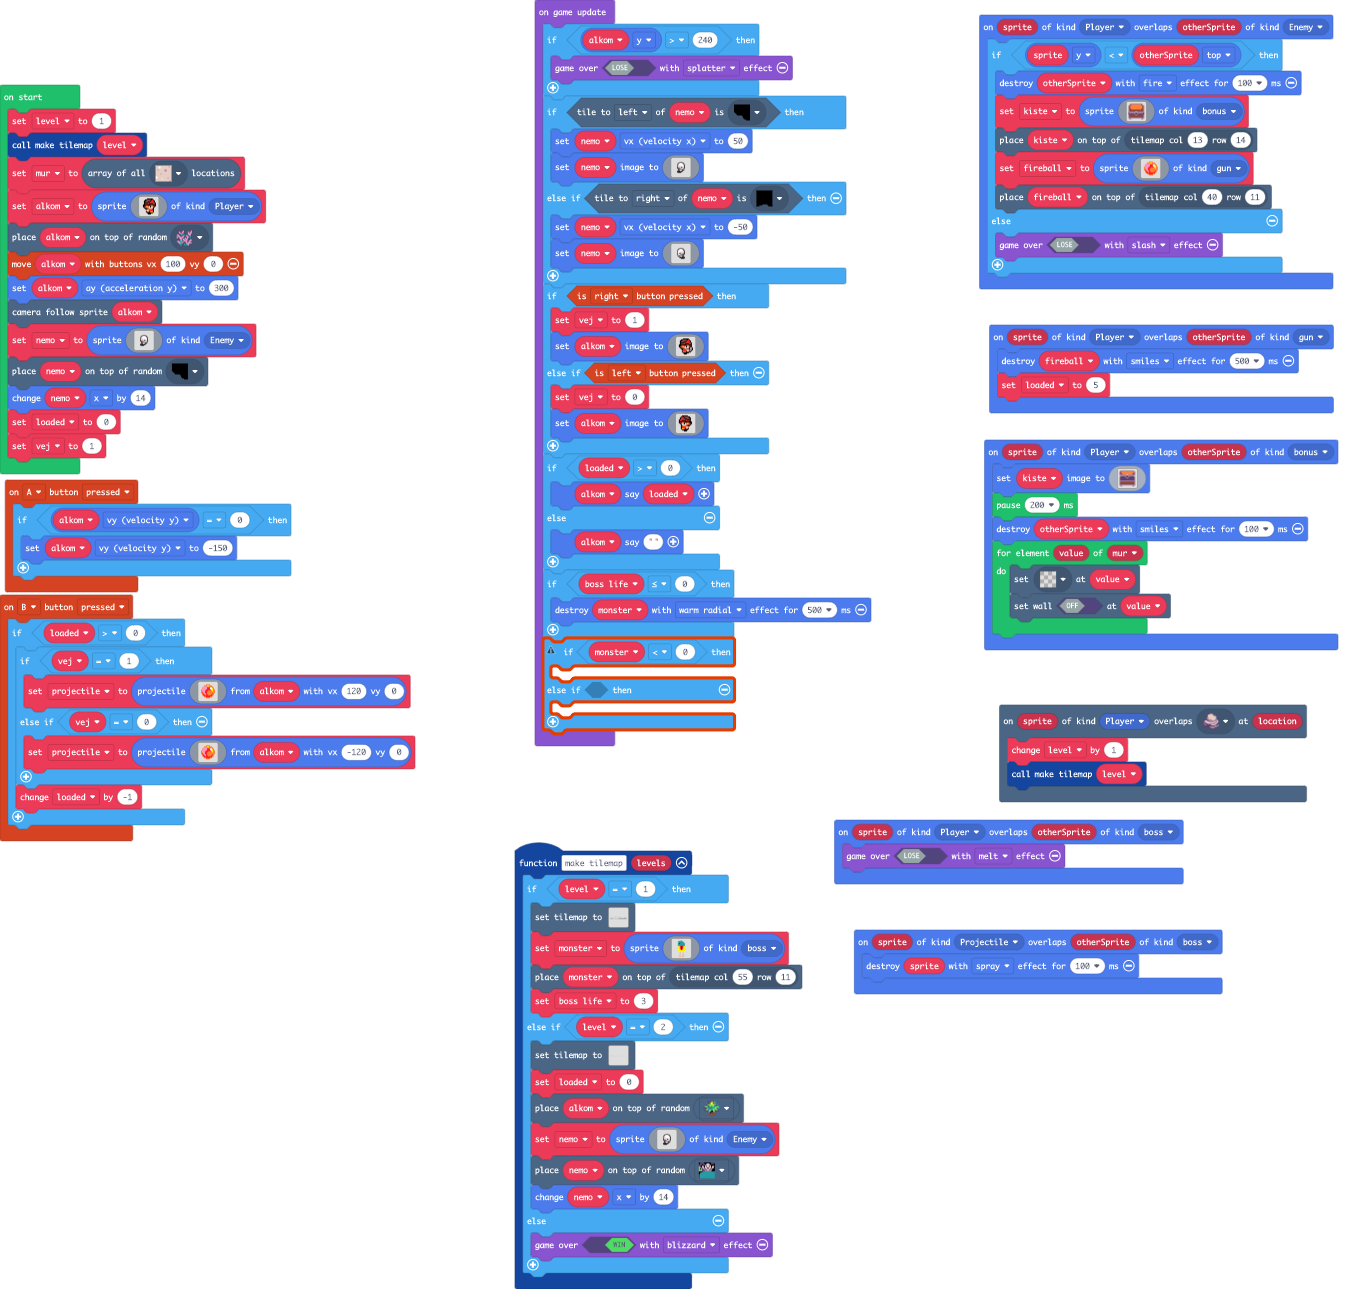 on start
set level to 1
call make tilemap level
set mur to array of all locations
set alkom to sprite of kind Player
place alkom on top of random
move alkom with buttons vx 100 vy 0
set alkom ay (acceleration y) to 300
camera follow sprite alkom
set nemo to sprite of kind Enemy
place nemo on top of random
change nemo x by 14
set loaded to 0
set vej to 1
on A button pressed
if alkom vy (velocity y) = 0 then
set alkom vy (velocity y) to -150
on B button pressed
if loaded > 0 then
if vej = 1 then
set projectile to projectile from alkom with vx 120 vy 0
else if vej = 0 then
set projectile to projectile from alkom with vx -120 vy 0
change loaded by -1
on game update
if alkom y > 240 then
game over LOSE with splatter effect
if tile to left of nemo is then
set nemo vx (velocity x) to 50
set nemo image to
else if tile to right of nemo is then
set nemo vx (velocity x) to -50
set nemo image to
if is right button pressed then
set vej to 1
set alkom image to
else if is left button pressed then
set vej to 0
set alkom image to
if loaded > 0 then
alkom say loaded
else
alkom say " "
if boss life ≤ 0 then
destroy monster with warm radial effect for 500 ms
if monster < 0 then
else if then
function make tilemap levels
if level = 1 then
set tilemap to
set monster to sprite of kind boss
place monster on top of tilemap col 55 row 11
set boss life to 3
else if level = 2 then
set tilemap to
set loaded to 0
place alkom on top of random
set nemo to sprite of kind Enemy
place nemo on top of random
change nemo x by 14
else
game over WIN with blizzard effect
on sprite of kind Player overlaps otherSprite of kind Enemy
if sprite y < otherSprite top then
destroy otherSprite with fire effect for 100 ms
set kiste to sprite of kind bonus
place kiste on top of tilemap col 13 row 14
set fireball to sprite of kind gun
place fireball on top of tilemap col 40 row 11
else
game over LOSE with slash effect
on sprite of kind Player overlaps otherSprite of kind gun
destroy fireball with smiles effect for 500 ms
set loaded to 5
on sprite of kind Player overlaps otherSprite of kind bonus
set kiste image to
pause 200 ms
destroy otherSprite with smiles effect for 100 ms
for element value of mur
do
set at value
set wall OFF at value
on sprite of kind Player overlaps at location
change level by 1
call make tilemap level
on sprite of kind Player overlaps otherSprite of kind boss
game over LOSE with melt effect
on sprite of kind Projectile overlaps otherSprite of kind boss
destroy sprite with spray effect for 100 ms